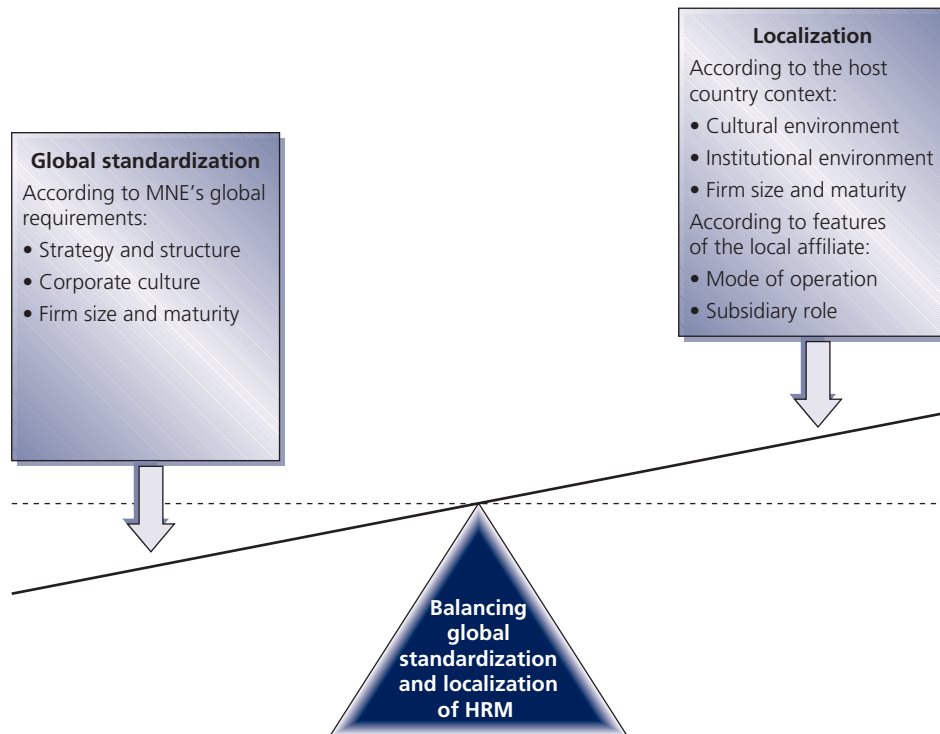 Global standardization
According to MNE's global
requirements:
• Strategy and structure
• Corporate culture
• Firm size and maturity
Localization
According to the host
country context:
• Cultural environment
• Institutional environment
• Firm size and maturity
According to features
of the local affiliate:
• Mode of operation
• Subsidiary role
Balancing
global
standardization
and localization
of HRM